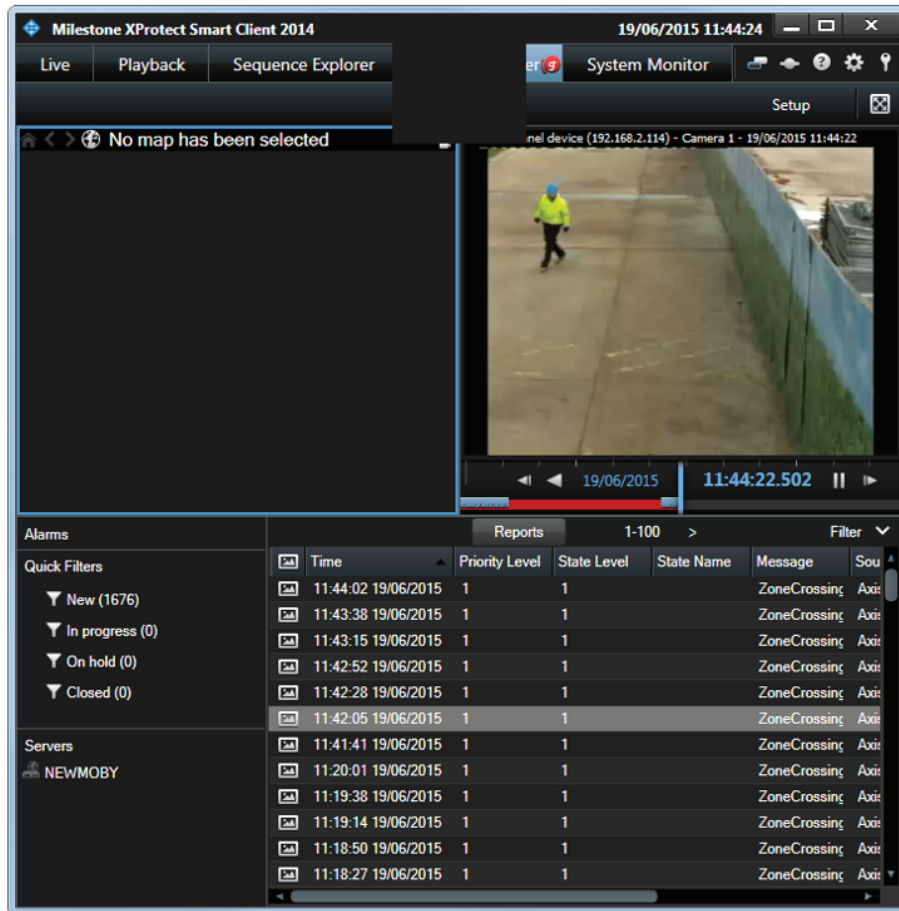 Milestone XProtect Smart Client 2014 19/06/2015 11:44:24
Live Playback Sequence Explorer er System Monitor
Setup
No map has been selected
nel device (192.168.2.114) - Camera 1 - 19/06/2015 11:44:22
19/06/2015 11:44:22.502
Alarms Reports 1-100 > Filter
Quick Filters
New (1676)
In progress (0)
On hold (0)
Closed (0)
Servers
NEWMOBY
Time Priority Level State Level State Name Message Sou
11:44:02 19/06/2015 1 1 ZoneCrossing Axis
11:43:38 19/06/2015 1 1 ZoneCrossing Axis
11:43:15 19/06/2015 1 1 ZoneCrossing Axis
11:42:52 19/06/2015 1 1 ZoneCrossing Axis
11:42:28 19/06/2015 1 1 ZoneCrossing Axis
11:42:05 19/06/2015 1 1 ZoneCrossing Axis
11:41:41 19/06/2015 1 1 ZoneCrossing Axis
11:20:01 19/06/2015 1 1 ZoneCrossing Axis
11:19:38 19/06/2015 1 1 ZoneCrossing Axis
11:19:14 19/06/2015 1 1 ZoneCrossing Axis
11:18:50 19/06/2015 1 1 ZoneCrossing Axis
11:18:27 19/06/2015 1 1 ZoneCrossing Axis